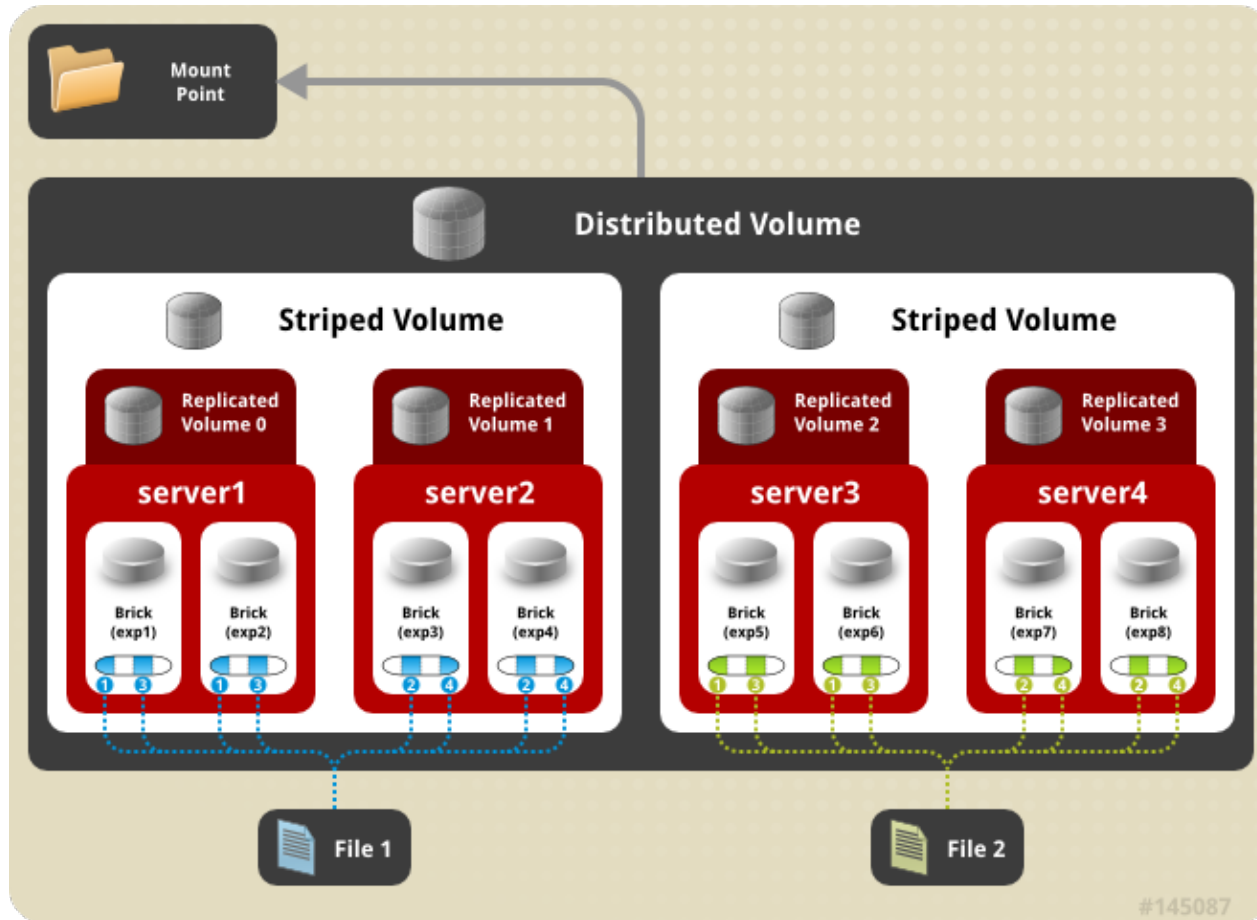 Mount
Point
Distributed Volume
Striped Volume
Replicated
Volume 0
Replicated
Volume 1
server1
server2
Brick
(exp1)
Brick
(exp2)
Brick
(exp3)
Brick
(exp4)
1 3
1 3
2 4
2 4
Striped Volume
Replicated
Volume 2
Replicated
Volume 3
server3
server4
Brick
(exp5)
Brick
(exp6)
Brick
(exp7)
Brick
(exp8)
1 3
1 3
2 4
2 4
File 1
File 2
#145087